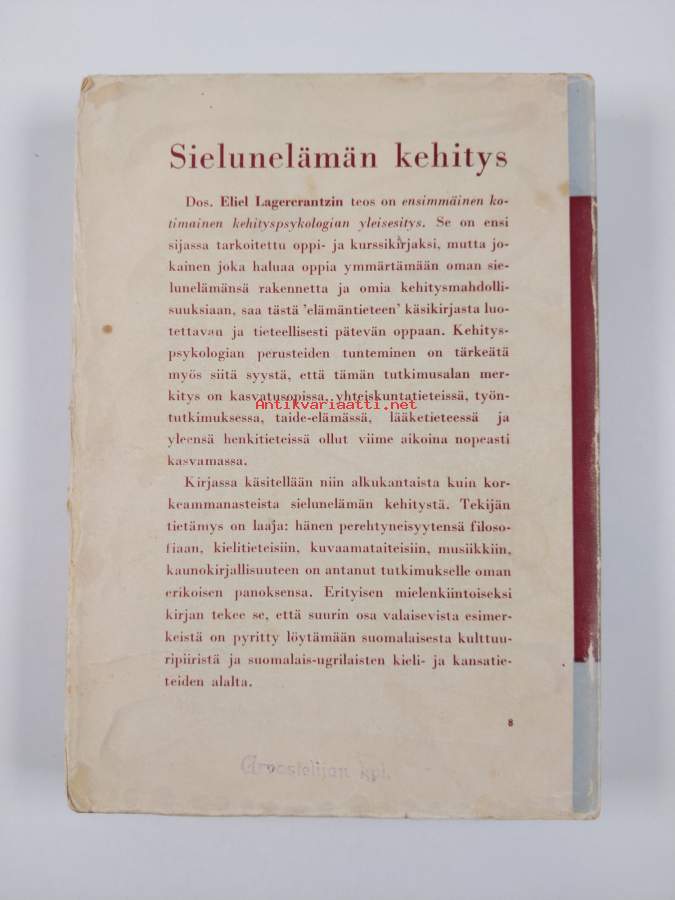 Sielunelämän kehitys
Dos. Eliel Lagercrantzin teos on ensimmäinen ko-
timainen kehityspsykologian yleisesitys. Se on ensi
sijassa tarkoitettu oppi- ja kurssikirjaksi, mutta jo-
kainen joka haluaa oppia ymmärtämään oman sie-
lunelämänsä rakennetta ja omia kehitysmahdolli-
suuksiaan, saa tästä 'elämäntieteen' käsikirjasta luo-
tettavan ja tieteellisesti pätevän oppaan. Kehitys-
psykologian perusteiden tunteminen on tärkeätä
myös siitä syystä, että tämän tutkimusalan mer-
kitys on kasvatusopissa, yhteiskuntatieteissä, työn-
Antikvariaatti.net
tutkimuksessa, taide-elämässä, lääketieteessä ja
yleensä henkitieteissä ollut viime aikoina nopeasti
kasvamassa.
Kirjassa käsitellään niin alkukantaista kuin kor-
keammanasteista sielunelämän kehitystä. Tekijän
tietämys on laaja: hänen perehtyneisyytensä filoso-
fiaan, kielitieteisiin, kuvaamataiteisiin, musiikkiin,
kaunokirjallisuuteen on antanut tutkimukselle oman
erikoisen panoksensa. Erityisen mielenkiintoiseksi
kirjan tekee se, että suurin osa valaisevista esimer-
keistä on pyritty löytämään suomalaisesta kulttuu-
ripiiristä ja suomalais-ugrilaisten kieli- ja kansatie-
teiden alalta.
8
Arvostelijan kpl.